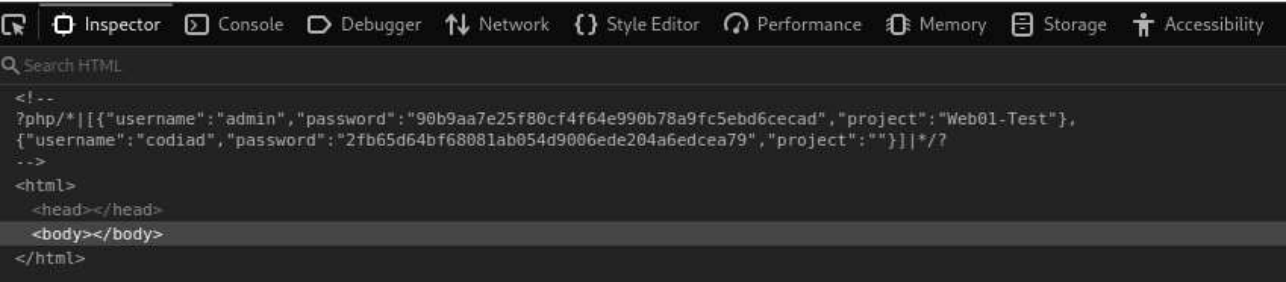 Inspector Console Debugger Network {} Style Editor Performance Memory Storage Accessibility
Search HTML
<!--
?php/*|[{"username":"admin","password":"90b9aa7e25f80cf4f64e990b78a9fc5ebd6cecad","project":"Web01-Test"},
{"username":"codiad","password":"2fb65d64bf68081ab054d9006ede204a6edcea79","project":""}]|*/?
-->
<html>
<head></head>
<body></body>
</html>